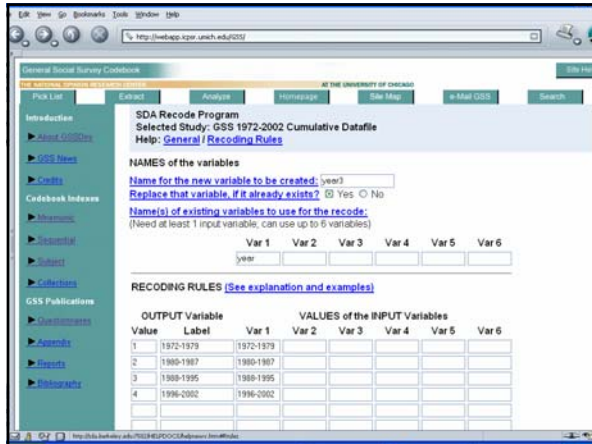 Edit View Go Bookmarks Tools Window Help
http://webapp.icpsr.umich.edu/GSS/
General Social Survey Codebook
Site
THE NATIONAL OPINION RESEARCH CENTER AT THE UNIVERSITY OF CHICAGO
Pick List Extract Analyze Homepage Site Map e-Mail GSS Search
Introduction
About GSSDirs
GSS News
Credits
Codebook Indexes
Mnemonic
Sequential
Subject
Collections
GSS Publications
Questionnaires
Appendix
Reports
Bibliography
SDA Recode Program
Selected Study: GSS 1972-2002 Cumulative Datafile
Help: General / Recoding Rules
NAMES of the variables
Name for the new variable to be created: year3
Replace that variable, if it already exists? Yes No
Name(s) of existing variables to use for the recode:
(Need at least 1 input variable, can use up to 6 variables)
Var 1 Var 2 Var 3 Var 4 Var 5 Var 6
year
RECODING RULES (See explanation and examples)
OUTPUT Variable VALUES of the INPUT Variables
Value Label Var 1 Var 2 Var 3 Var 4 Var 5 Var 6
1 1972-1979 1972-1979
2 1980-1987 1980-1987
3 1988-1995 1988-1995
4 1996-2002 1996-2002